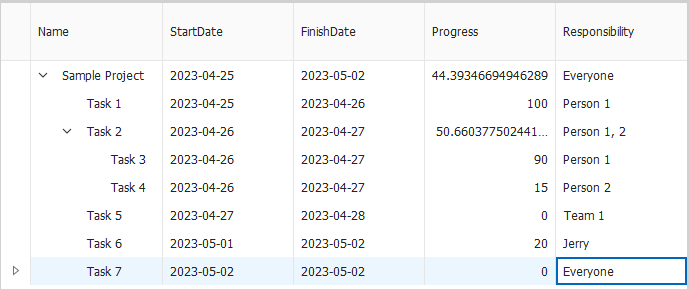 Name StartDate FinishDate Progress Responsibility
Sample Project 2023-04-25 2023-05-02 44.39346694946289 Everyone
Task 1 2023-04-25 2023-04-26 100 Person 1
Task 2 2023-04-26 2023-04-27 50.660377502441... Person 1, 2
Task 3 2023-04-26 2023-04-27 90 Person 1
Task 4 2023-04-26 2023-04-27 15 Person 2
Task 5 2023-04-27 2023-04-28 0 Team 1
Task 6 2023-05-01 2023-05-02 20 Jerry
Task 7 2023-05-02 2023-05-02 0 Everyone